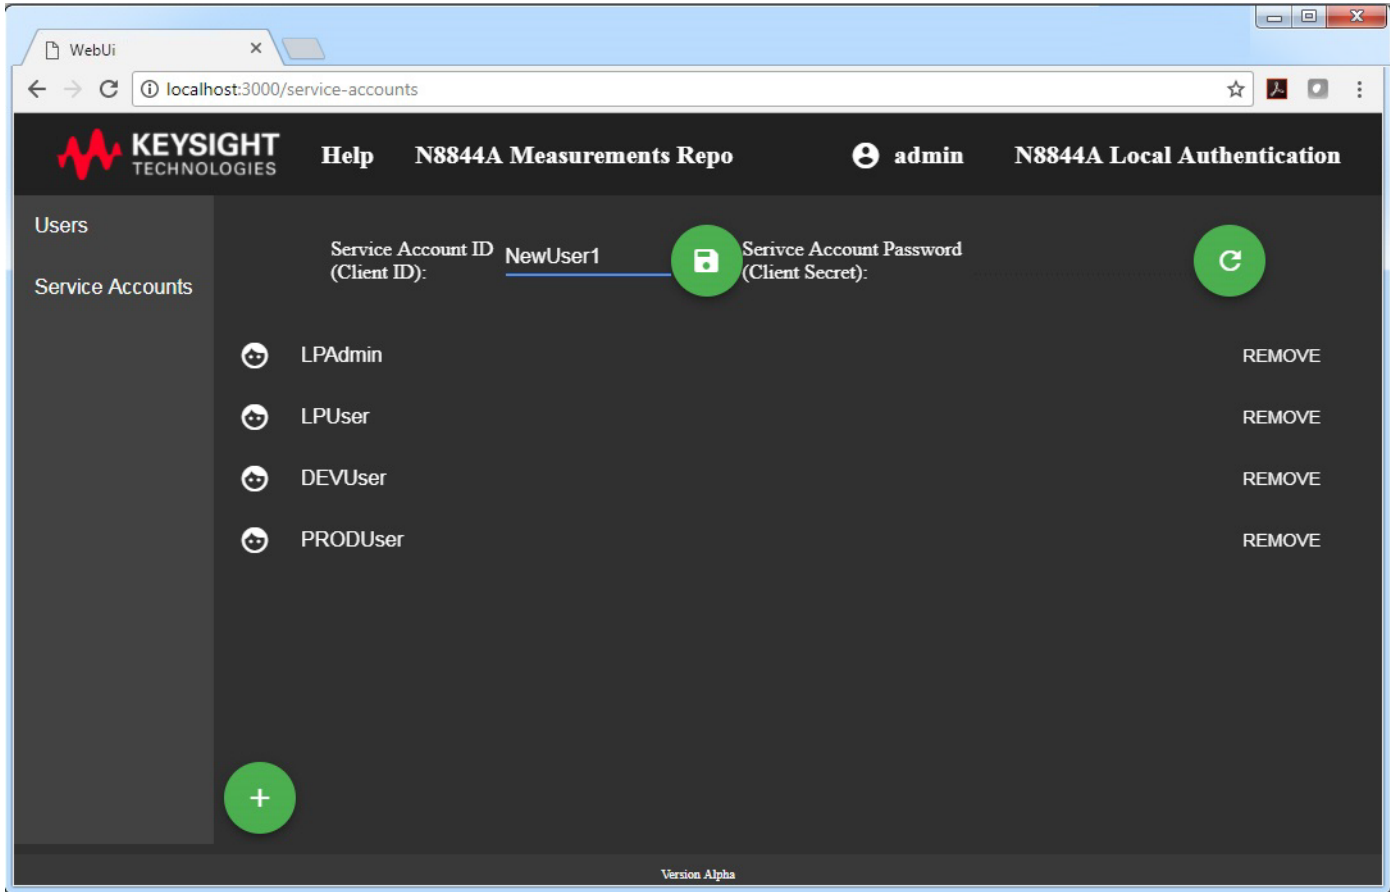 WebUi
localhost:3000/service-accounts
KEYSIGHT
TECHNOLOGIES
Help N8844A Measurements Repo admin N8844A Local Authentication
Users
Service Accounts
Service Account ID
(Client ID):
NewUser1
Serivce Account Password
(Client Secret):
LPAdmin REMOVE
LPUser REMOVE
DEVUser REMOVE
PRODUser REMOVE
Version Alpha